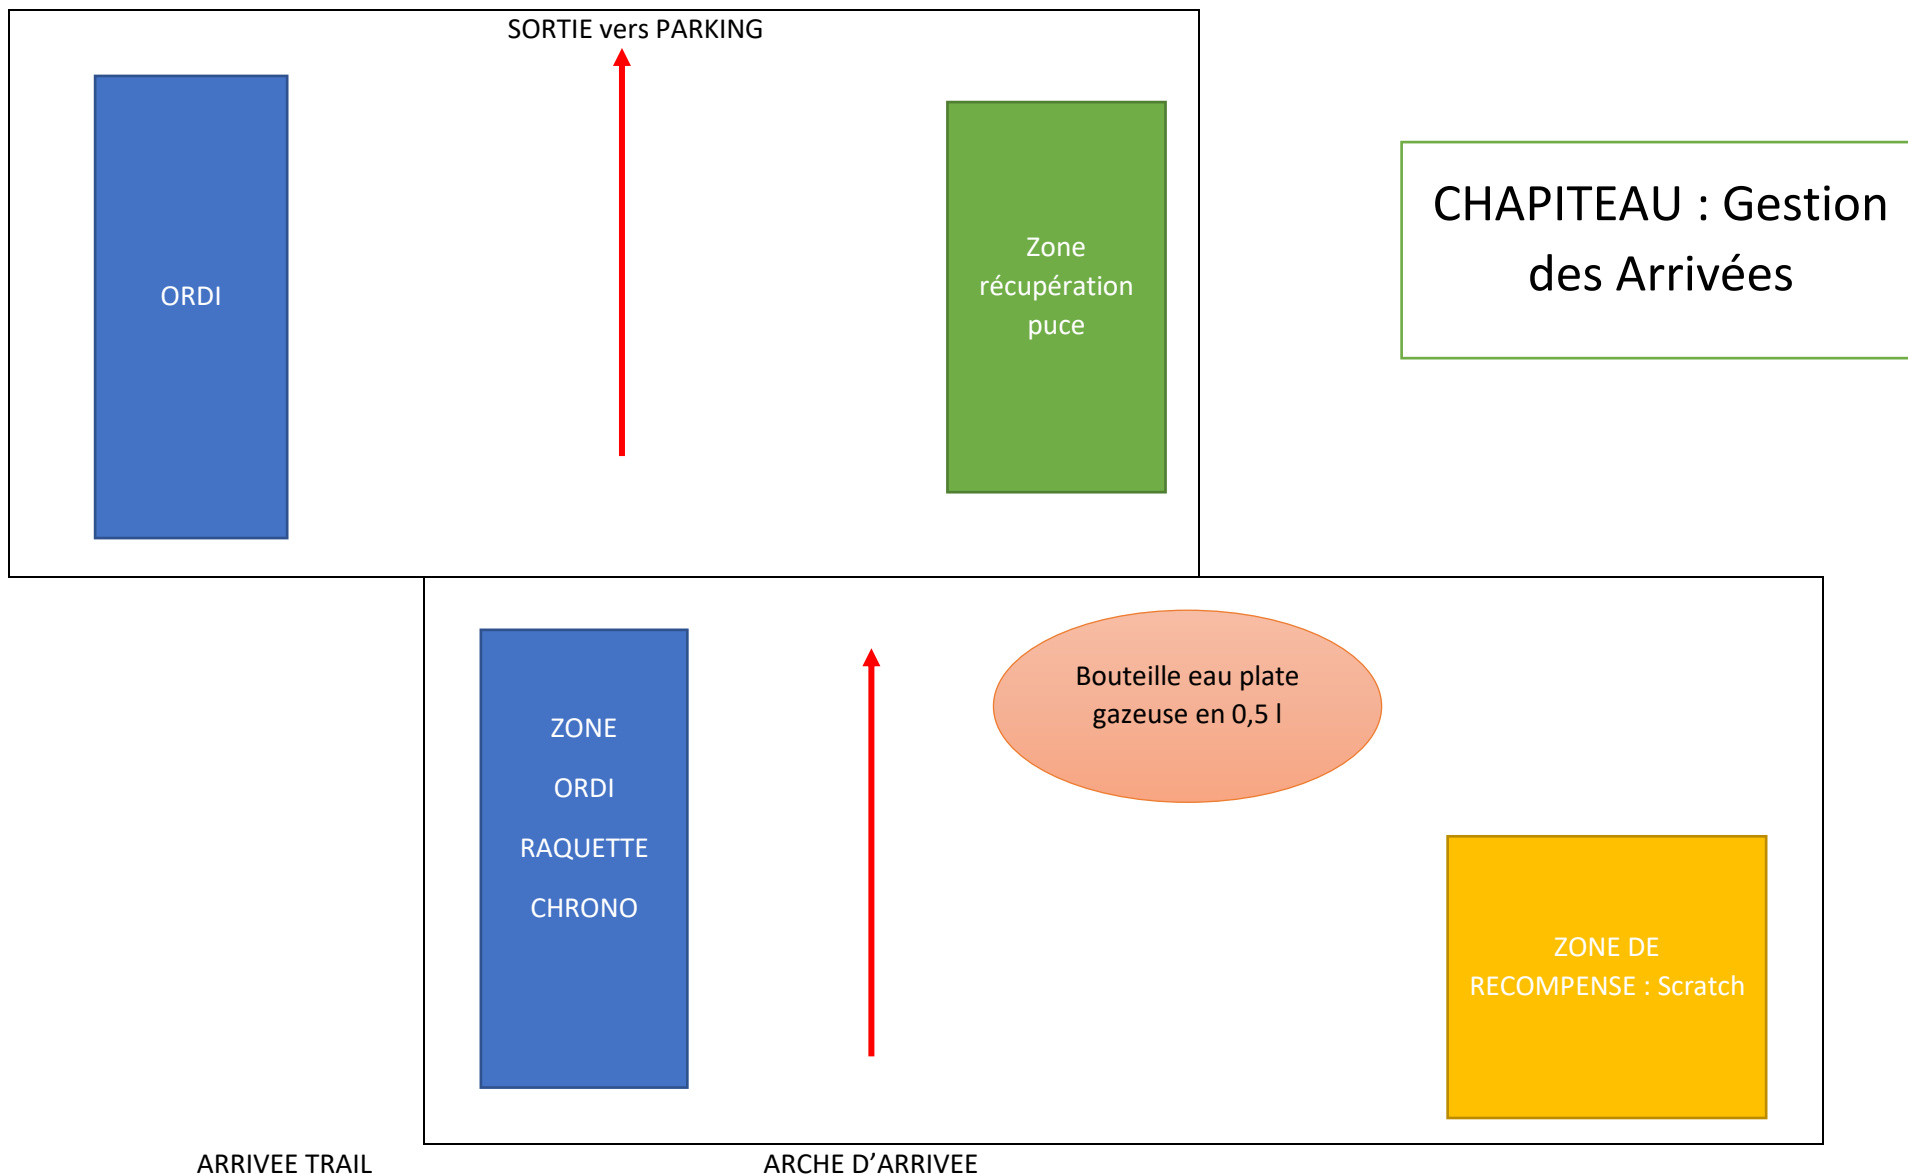 SORTIE vers PARKING
ORDI
Zone
récupération
puce
CHAPITEAU : Gestion
des Arrivées
ZONE
ORDI
RAQUETTE
CHRONO
Bouteille eau plate
gazeuse en 0,5 l
ZONE DE
RECOMPENSE : Scratch
ARRIVEE TRAIL
ARCHE D’ARRIVEE